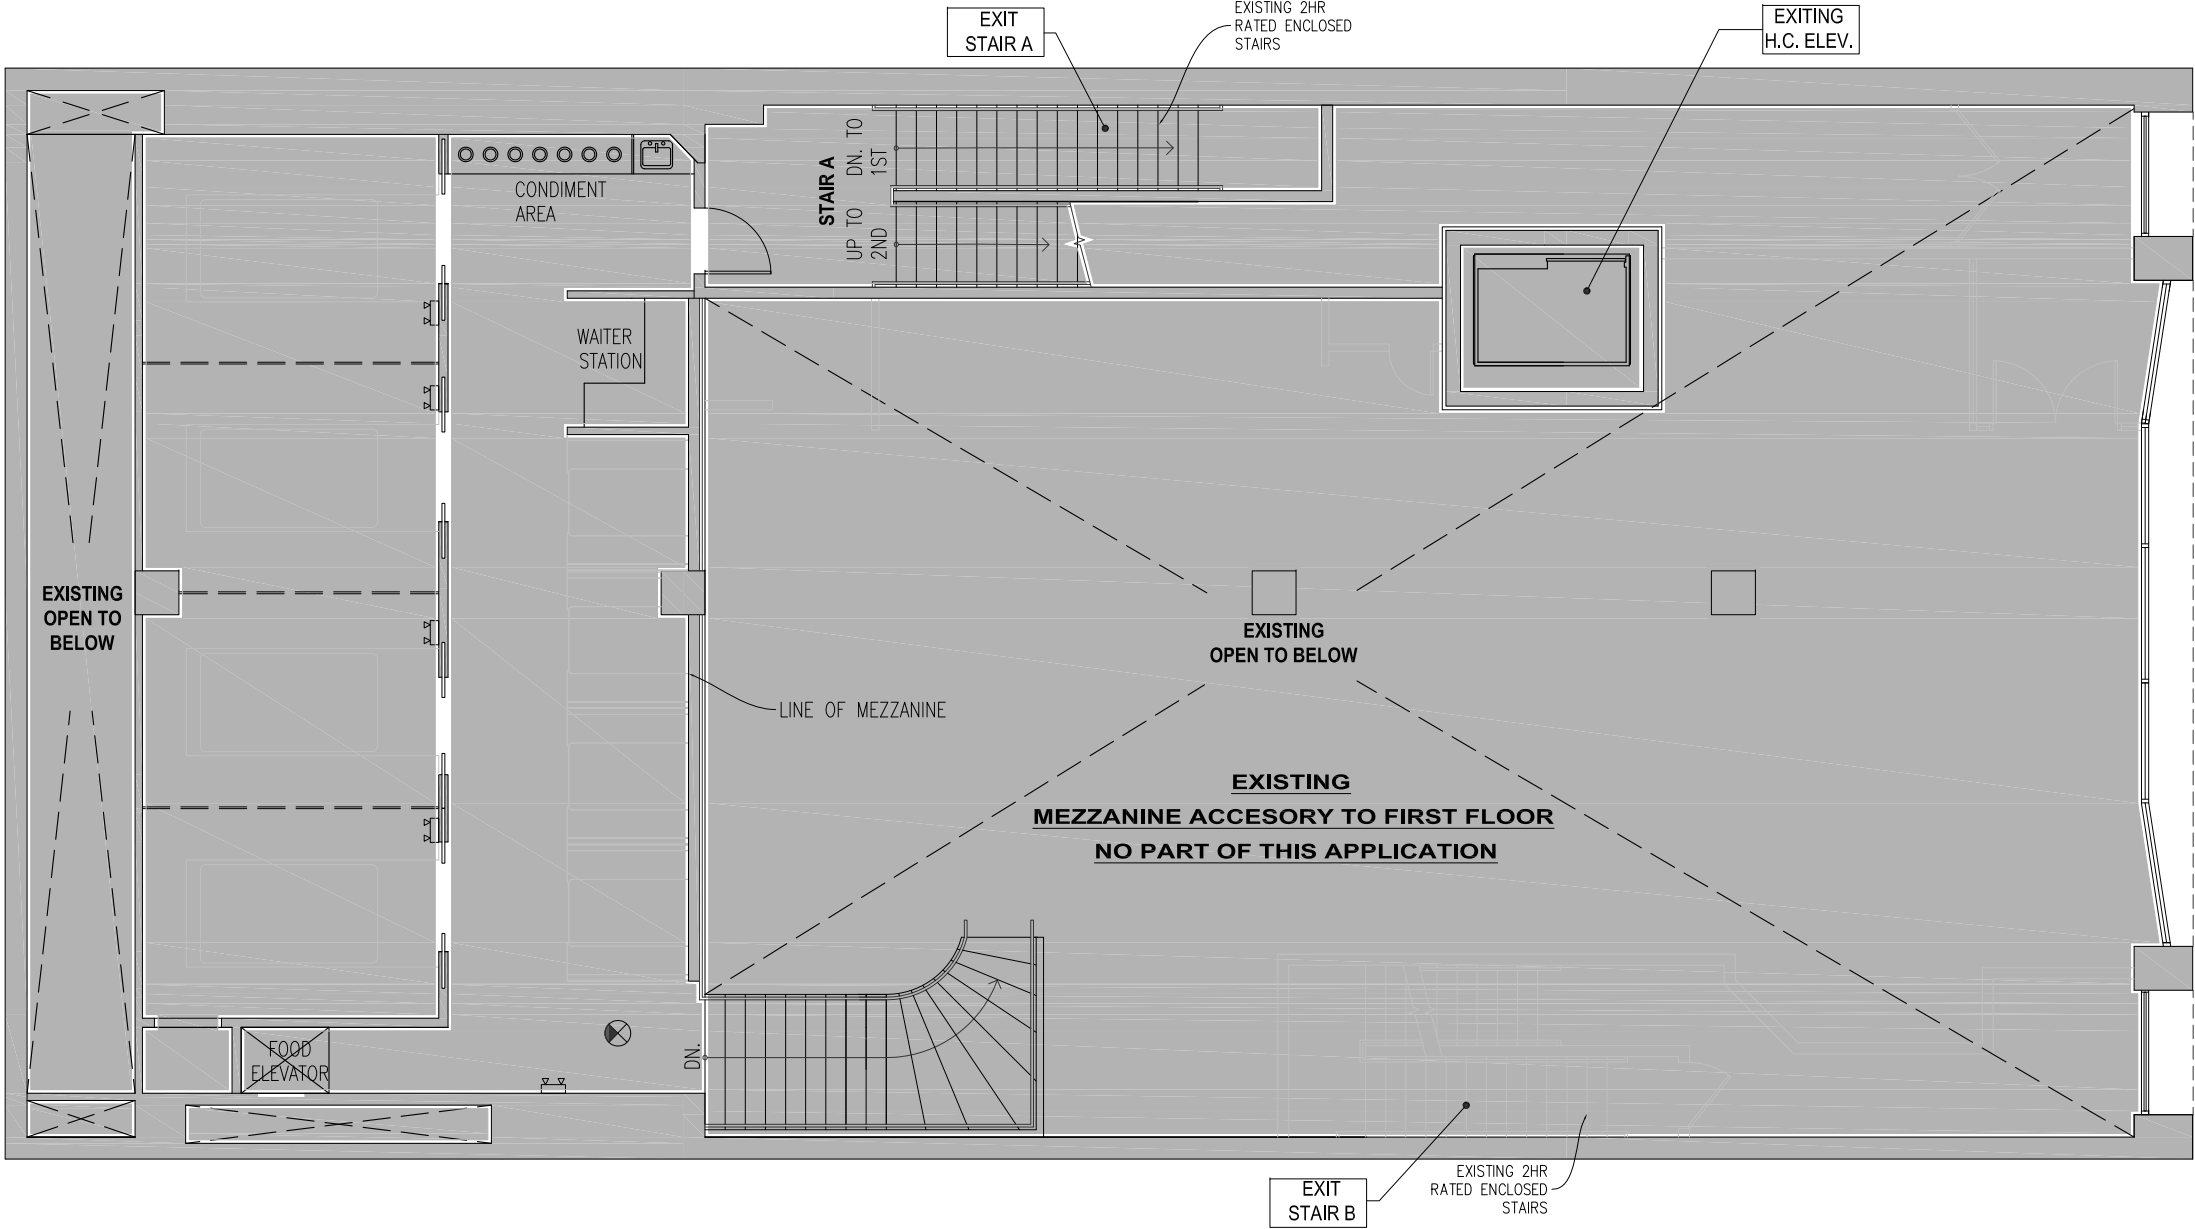 EXIT
STAIR A
EXISTING 2HR
RATED ENCLOSED
STAIRS
EXITING
H.C. ELEV.
STAIR A
DN. TO
1ST
UP TO
2ND
CONDIMENT
AREA
WAITER
STATION
EXISTING
OPEN TO
BELOW
EXISTING
OPEN TO BELOW
LINE OF MEZZANINE
EXISTING
MEZZANINE ACCESORY TO FIRST FLOOR
NO PART OF THIS APPLICATION
FOOD
ELEVATOR
DN.
EXIT
STAIR B
EXISTING 2HR
RATED ENCLOSED
STAIRS